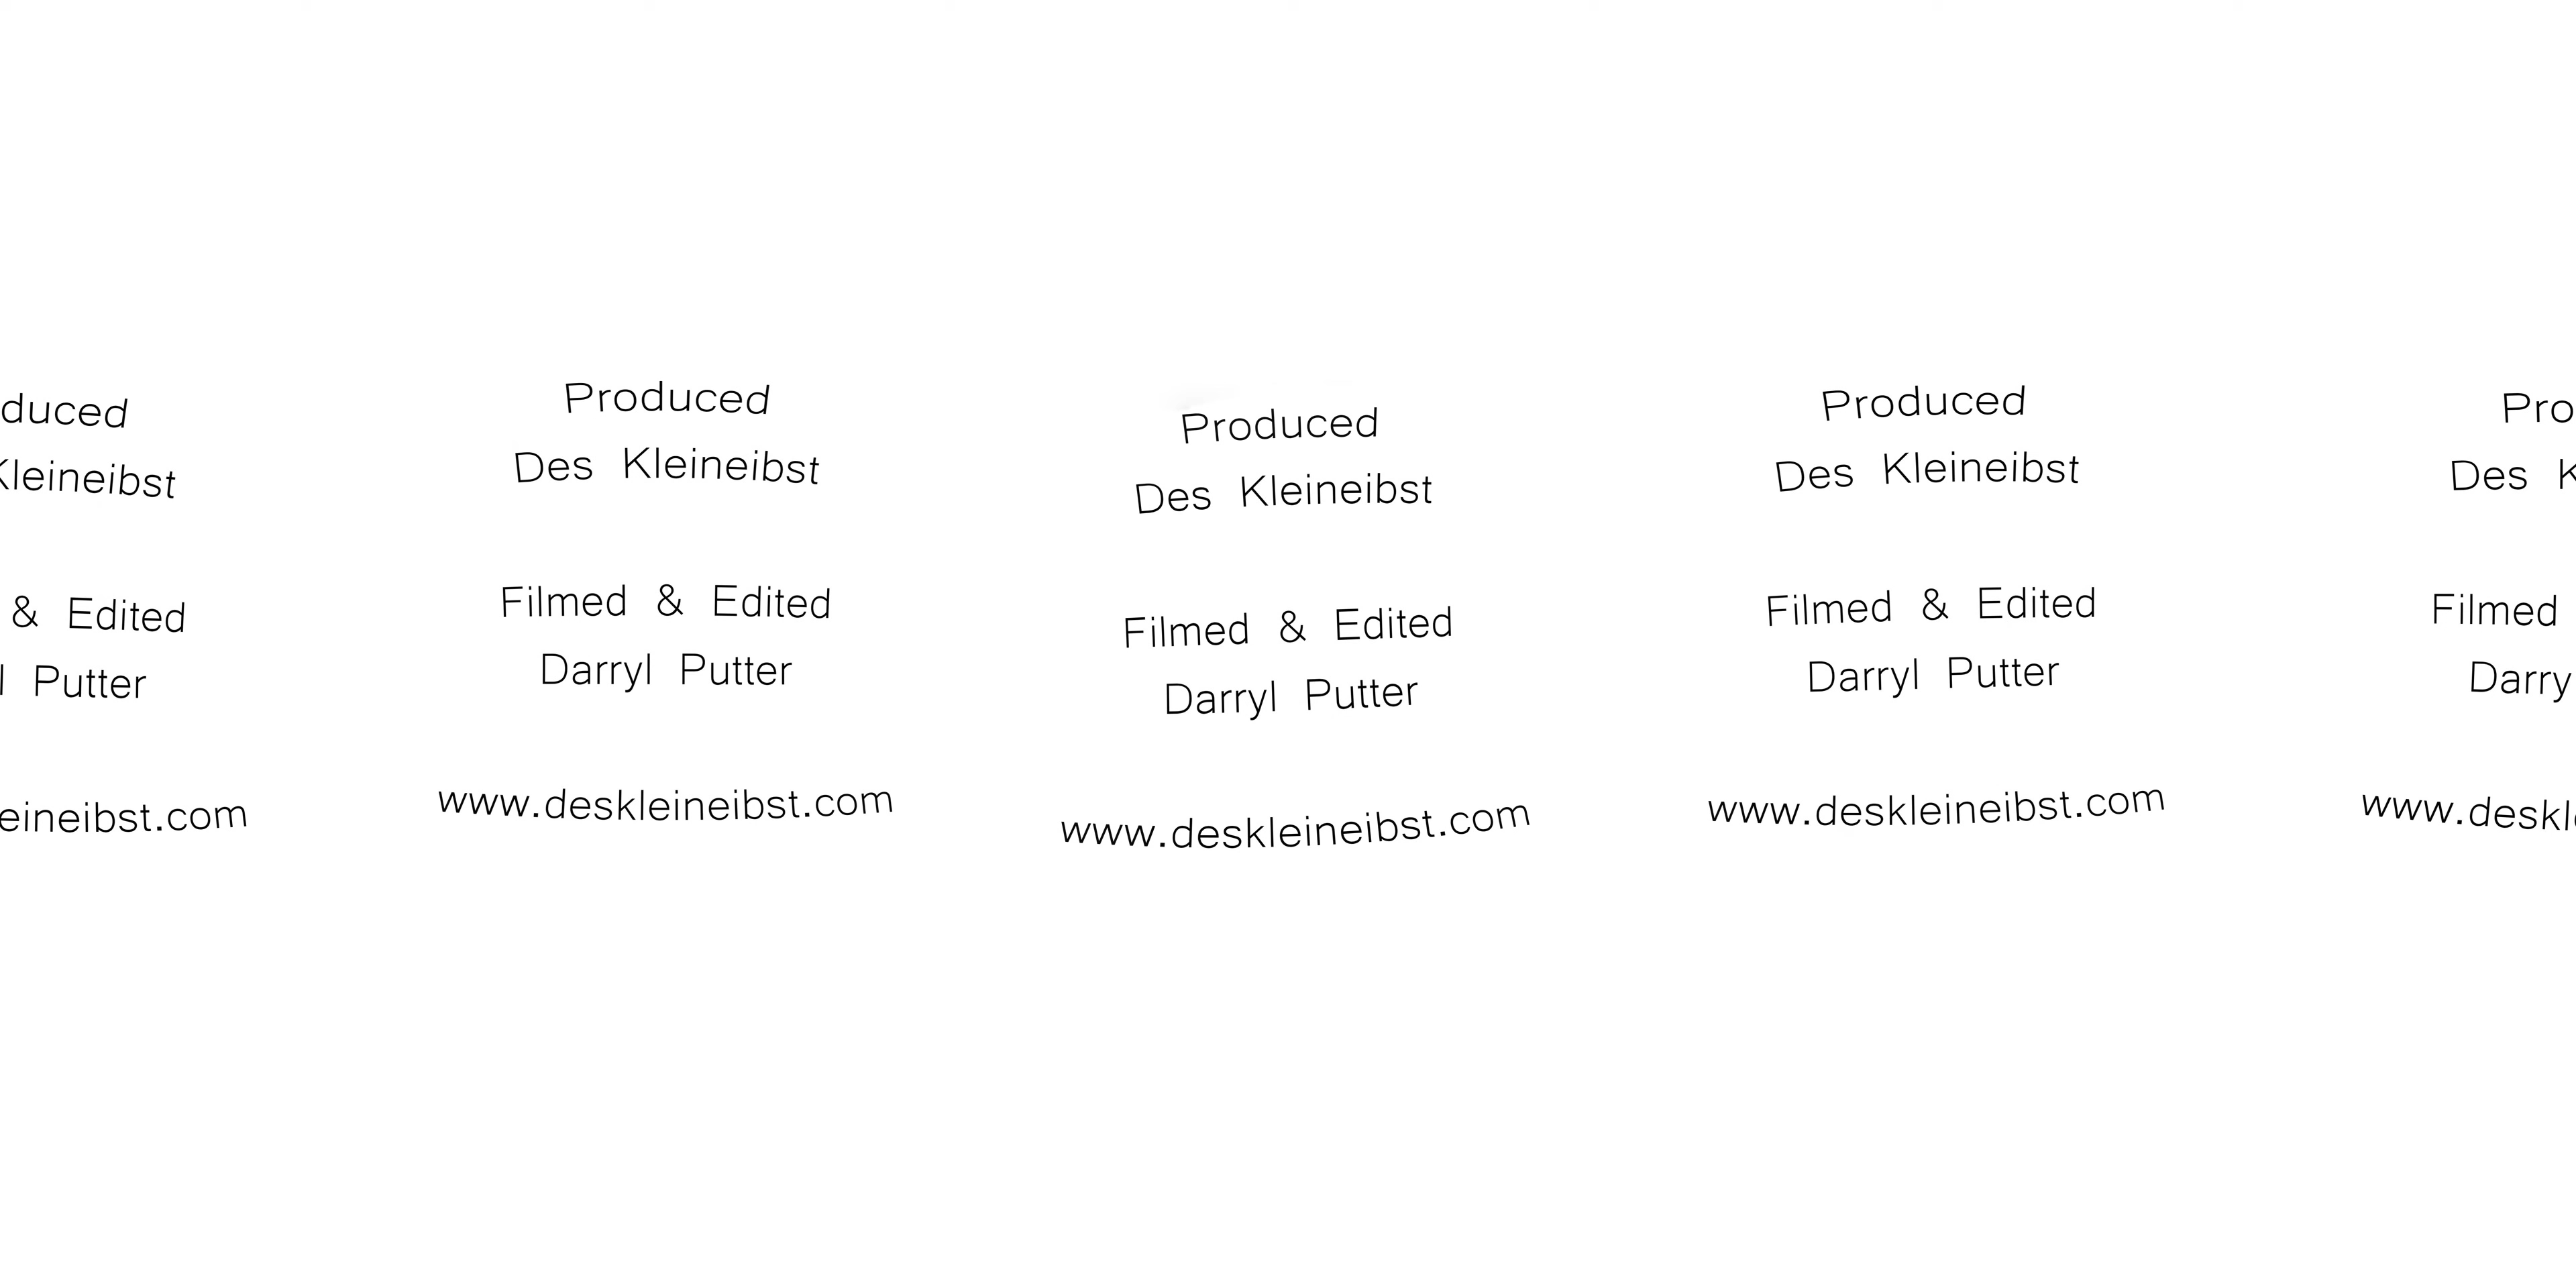 duced
Kleineibst
& Edited
l Putter
eineibst.com
Produced
Des Kleineibst
Filmed & Edited
Darryl Putter
www.deskleineibst.com
Produced
Des Kleineibst
Filmed & Edited
Darryl Putter
www.deskleineibst.com
Produced
Des Kleineibst
Filmed & Edited
Darryl Putter
www.deskleineibst.com
Pro
Des K
Filmed
Darry
www.deskl